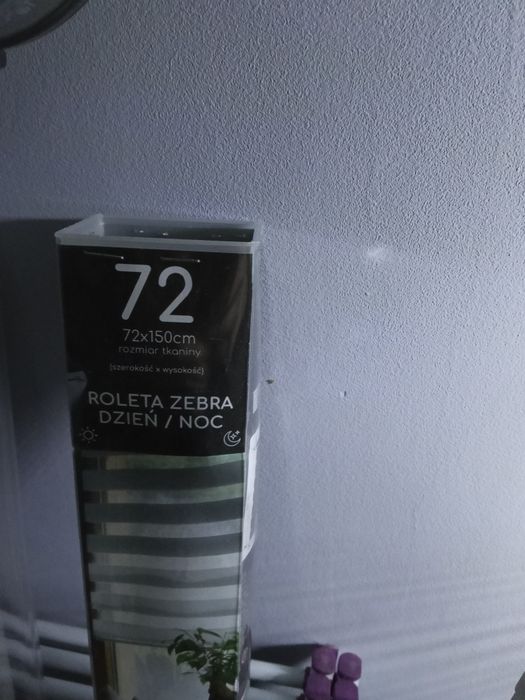 72
72x150cm
rozmiar tkaniny
(szerokość x wysokość)
ROLETA ZEBRA
DZIEŃ / NOC